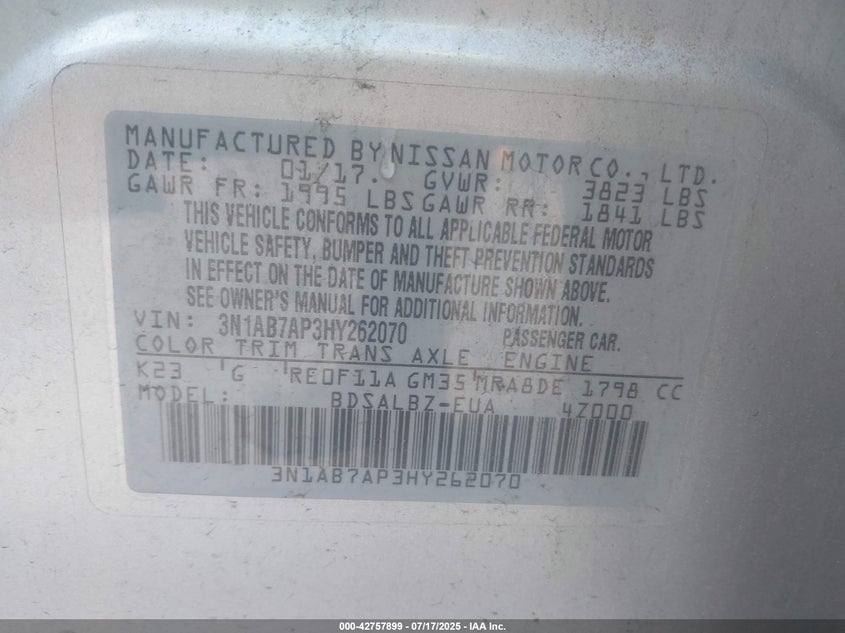 MANUFACTURED BY NISSAN MOTOR CO., LTD.
DATE: 01/17. GVWR: 3823 LBS
GAWR FR: 1995 LBS GAWR RR: 1841 LBS
THIS VEHICLE CONFORMS TO ALL APPLICABLE FEDERAL MOTOR
VEHICLE SAFETY, BUMPER AND THEFT PREVENTION STANDARDS
IN EFFECT ON THE DATE OF MANUFACTURE SHOWN ABOVE.
SEE OWNER'S MANUAL FOR ADDITIONAL INFORMATION.
VIN: 3N1AB7AP3HY262070 PASSENGER CAR.
COLOR TRIM TRANS AXLE ENGINE
K23 G RE0F11A GM35 MRA8DE 1798 CC
MODEL: BDSALBZ-EUA 4Z000
3N1AB7AP3HY262070
000-42757899 / 07/17/2025 - IAA Inc.